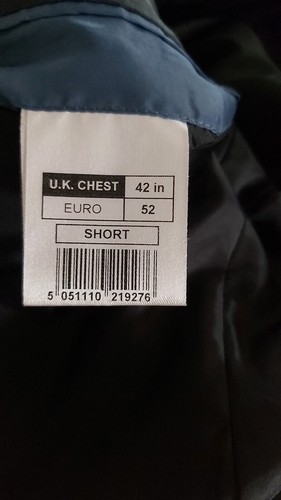 U.K. CHEST 42 in
EURO 52
SHORT
5 051110 219276